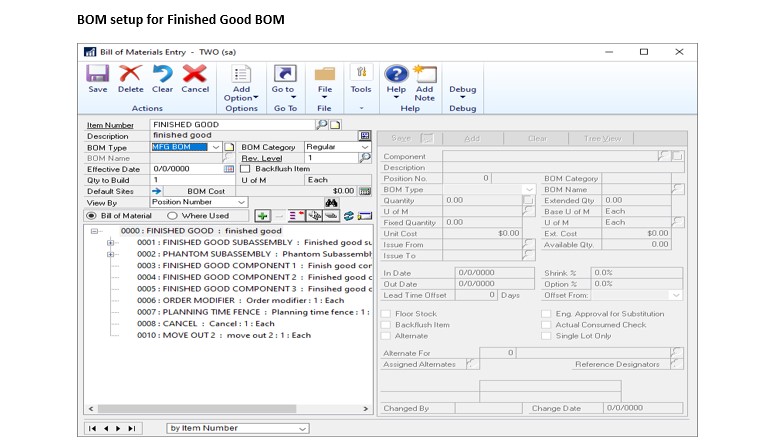 BOM setup for Finished Good BOM
Bill of Materials Entry - TWO (sa)
Save Delete Clear Cancel Add Option Go to File Tools Help Add Note Debug
Actions Options Go To File - Help Debug
Item Number FINISHED GOOD
Description finished good
BOM Type MFG BOM BOM Category Regular
BOM Name Rev. Level 1
Effective Date 0/0/0000 Backflush Item
Qty to Build 1 U of M Each
Default Sites BOM Cost $0.00
View By Position Number
Bill of Material Where Used
0000 : FINISHED GOOD : finished good
0001 : FINISHED GOOD SUBASSEMBLY : Finished good su
0002 : PHANTOM SUBASSEMBLY : Phantom Subassembl
0003 : FINISHED GOOD COMPONENT 1 : Finish good cor
0004 : FINISHED GOOD COMPONENT 2 : Finished good c
0005 : FINISHED GOOD COMPONENT 3 : Finished good c
0006 : ORDER MODIFIER : Order modifier : 1 : Each
0007 : PLANNING TIME FENCE : Planning time fence : 1 :
0008 : CANCEL : Cancel : 1 : Each
0010 : MOVE OUT 2 : move out 2 : 1 : Each
by Item Number
Save Add Clear Tree View
Component
Description
Position No. 0 BOM Category
BOM Type BOM Name
Quantity 0.00 Extended Qty 0.00
U of M Base U of M Each
Fixed Quantity 0.00 U of M Each
Unit Cost $0.00 Ext. Cost $0.00
Issue From Available Qty. 0.00
Issue To
In Date 0/0/0000 Shrink % 0.0%
Out Date 0/0/0000 Option % 0.0%
Lead Time Offset 0 Days Offset From:
Floor Stock Eng. Approval for Substitution
Backflush Item Actual Consumed Check
Alternate Single Lot Only
Alternate For 0
Assigned Alternates Reference Designators
Changed By Change Date 0/0/0000